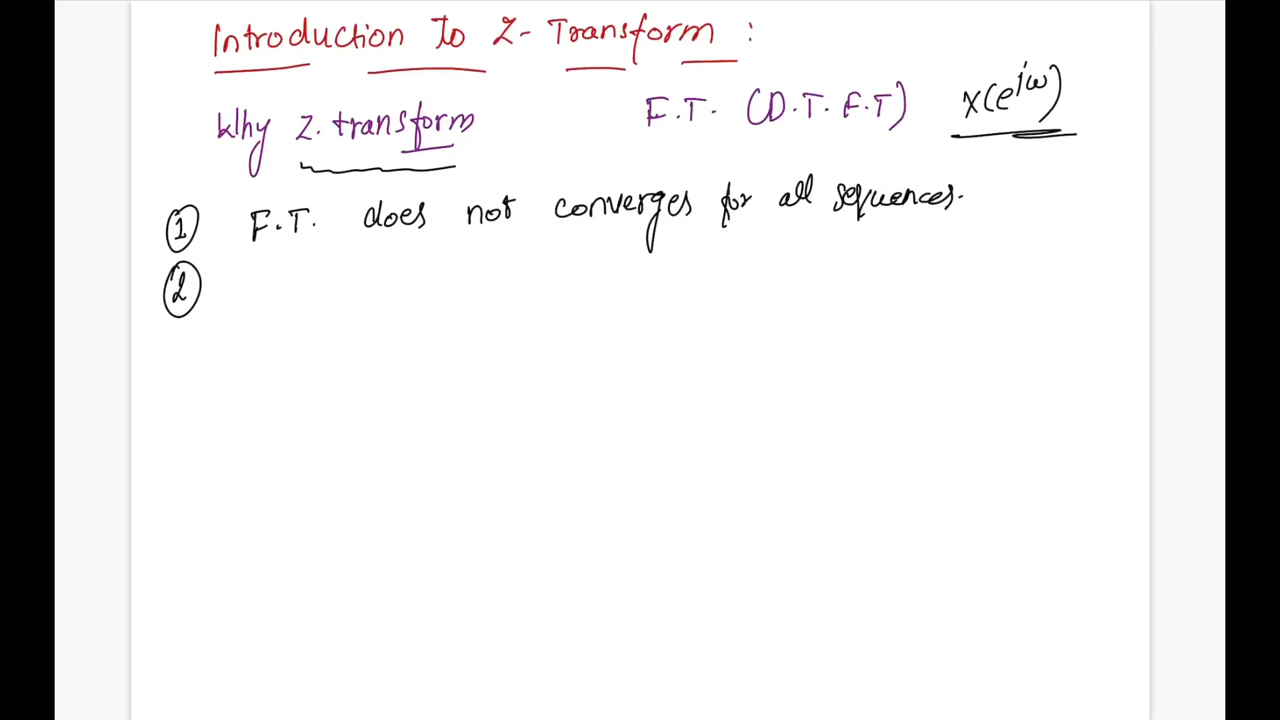 Introduction to Z-Transform :
Why Z.transform F.T. (D.T.F.T) X(e^jω)
① F.T. does not converges for all sequences.
②